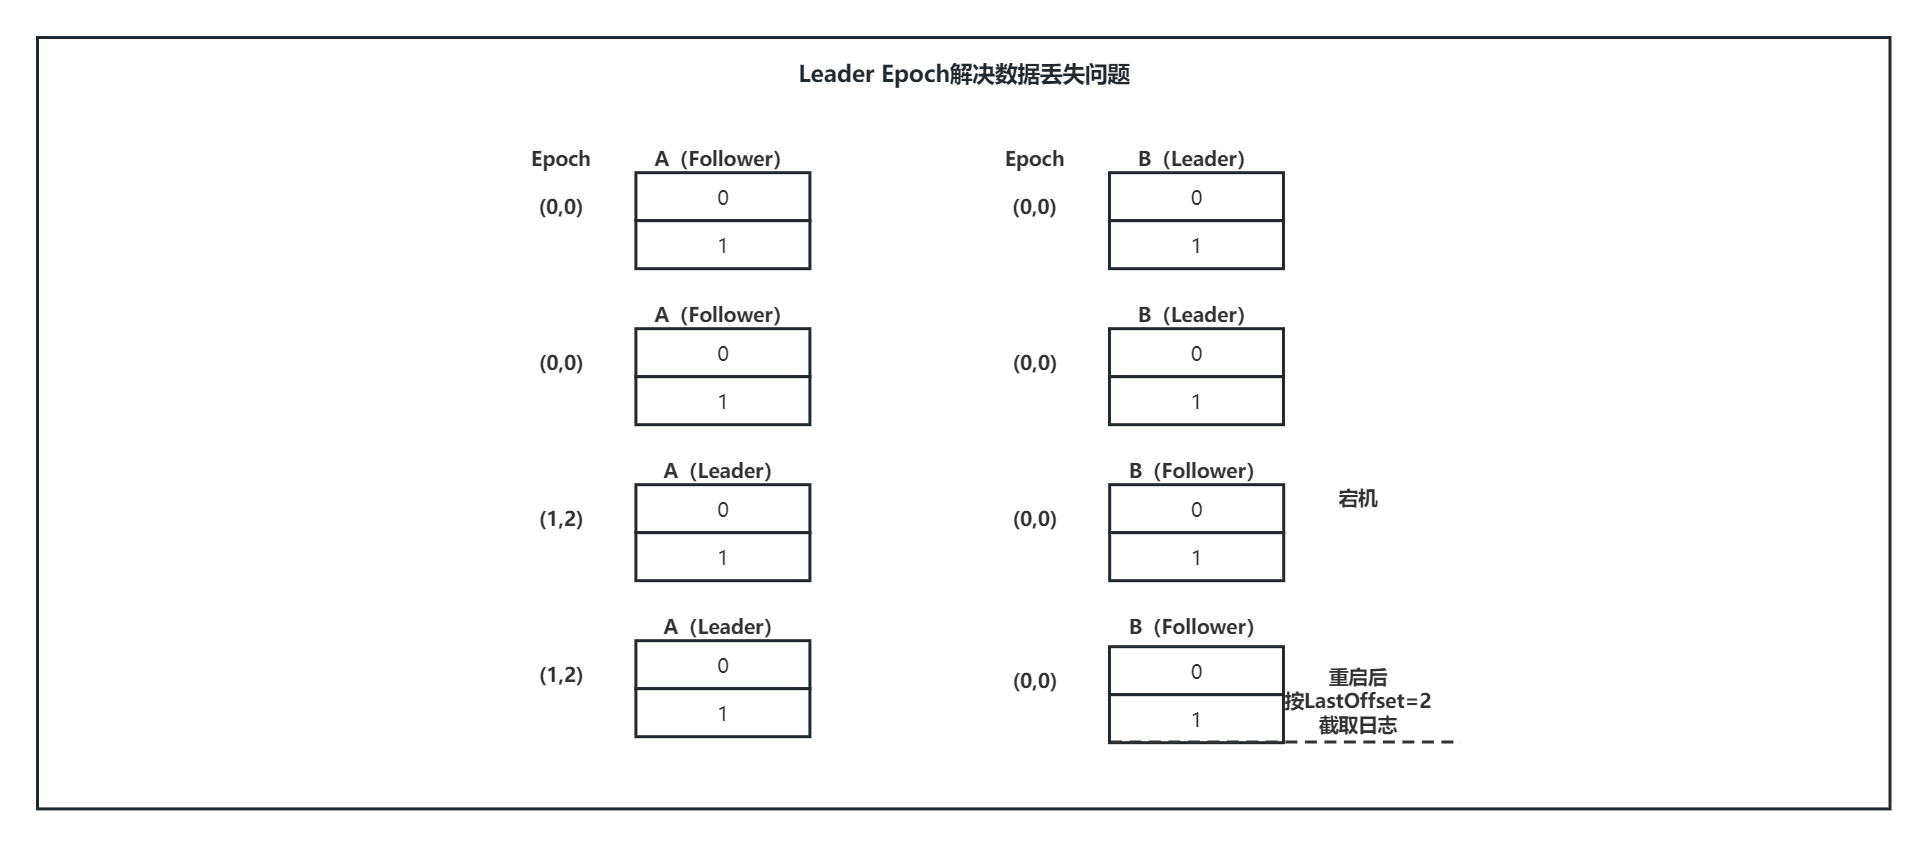 Leader Epoch解决数据丢失问题
Epoch A（Follower） Epoch B（Leader）
(0,0) 0 (0,0) 0
1 1
A（Follower） B（Leader）
(0,0) 0 (0,0) 0
1 1
A（Leader） B（Follower）
(1,2) 0 (0,0) 0 宕机
1 1
A（Leader） B（Follower）
(1,2) 0 (0,0) 0 重启后
按LastOffset=2
1 1 截取日志